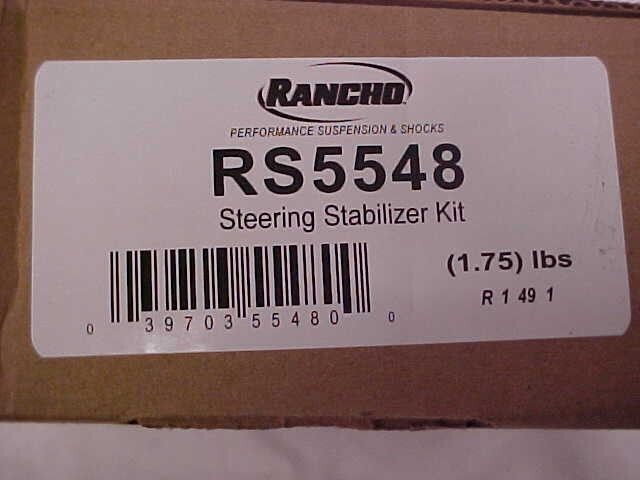 RANCHO
PERFORMANCE SUSPENSION & SHOCKS
RS5548
Steering Stabilizer Kit
(1.75) lbs
R 1 49 1
0 39703 55480 0